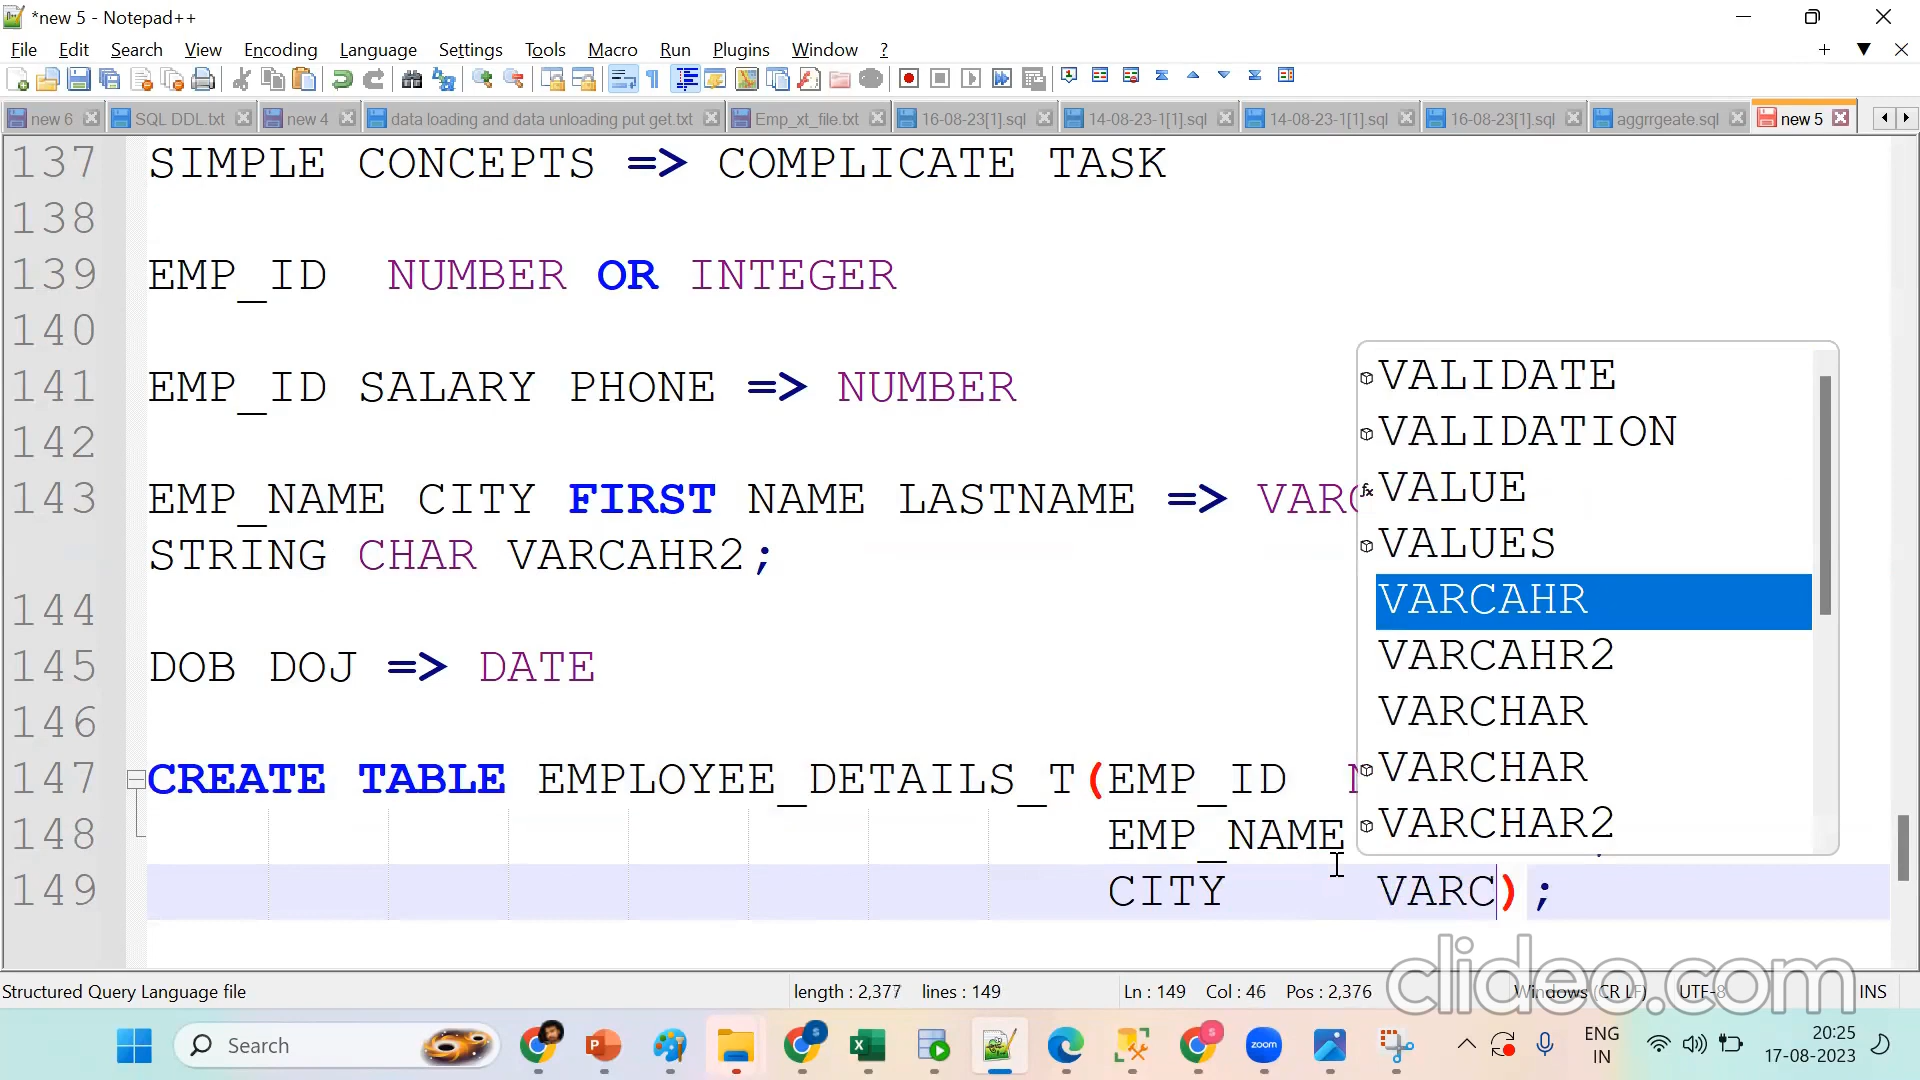 *new 5 - Notepad++
File Edit Search View Encoding Language Settings Tools Macro Run Plugins Window ?
new 6 SQL DDL.txt new 4 data loading and data unloading put get.txt Emp_xt_file.txt 16-08-23[1].sql 14-08-23-1[1].sql 14-08-23-1[1].sql 16-08-23[1].sql aggrrgeate.sql new 5
137 SIMPLE CONCEPTS => COMPLICATE TASK
138
139 EMP_ID NUMBER OR INTEGER
140
141 EMP_ID SALARY PHONE => NUMBER
142
143 EMP_NAME CITY FIRST NAME LASTNAME => VARC
STRING CHAR VARCAHR2;
144
145 DOB DOJ => DATE
146
147 CREATE TABLE EMPLOYEE_DETAILS_T(EMP_ID
148 EMP_NAME
149 CITY VARC);
VALIDATE
VALIDATION
VALUE
VALUES
VARCAHR
VARCAHR2
VARCHAR
VARCHAR
VARCHAR2
clideo.com
Structured Query Language file length : 2,377 lines : 149 Ln : 149 Col : 46 Pos : 2,376 Windows (CR LF) UTF-8 INS
Search
zoom
ENG
IN
20:25
17-08-2023